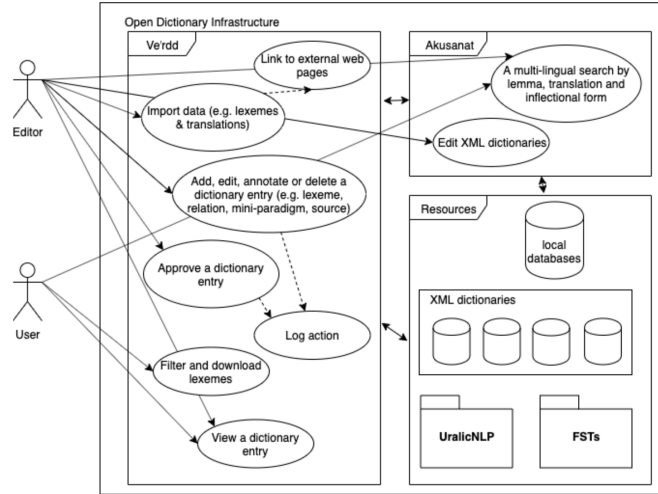 Open Dictionary Infrastructure
Ve'rdd
Link to external web
pages
Import data (e.g. lexemes
& translations)
Add, edit, annotate or delete a
dictionary entry (e.g. lexeme,
relation, mini-paradigm, source)
Approve a dictionary
entry
Log action
Filter and download
lexemes
View a dictionary
entry
Editor
User
Akusanat
A multi-lingual search by
lemma, translation and
inflectional form
Edit XML dictionaries
Resources
local
databases
XML dictionaries
UralicNLP
FSTs